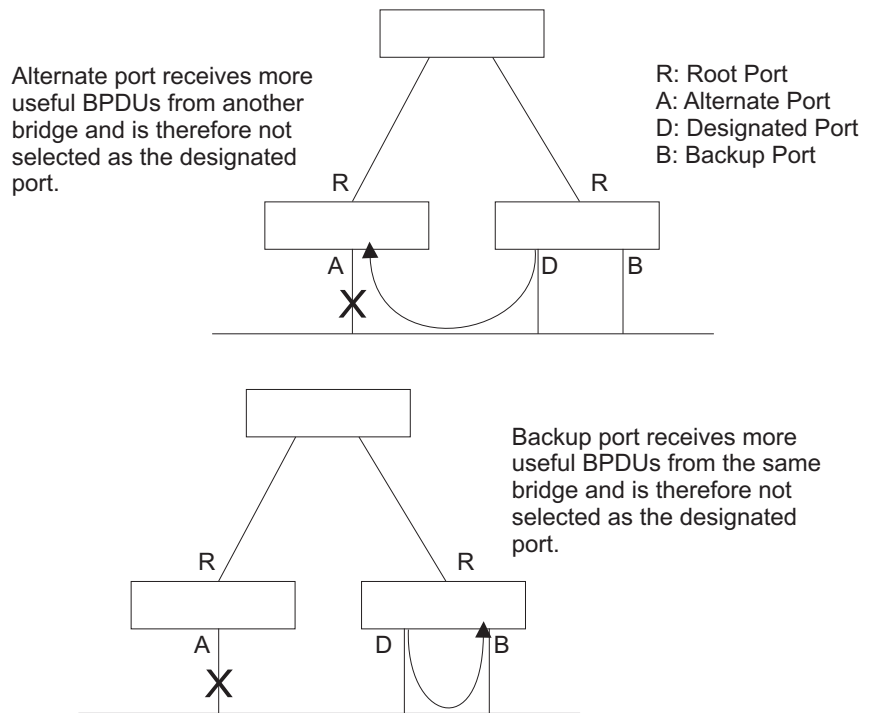 Alternate port receives more
useful BPDUs from another
bridge and is therefore not
selected as the designated
port.
R: Root Port
A: Alternate Port
D: Designated Port
B: Backup Port
R
R
A
D
B
X
Backup port receives more
useful BPDUs from the same
bridge and is therefore not
selected as the designated
port.
R
R
A
D
B
X